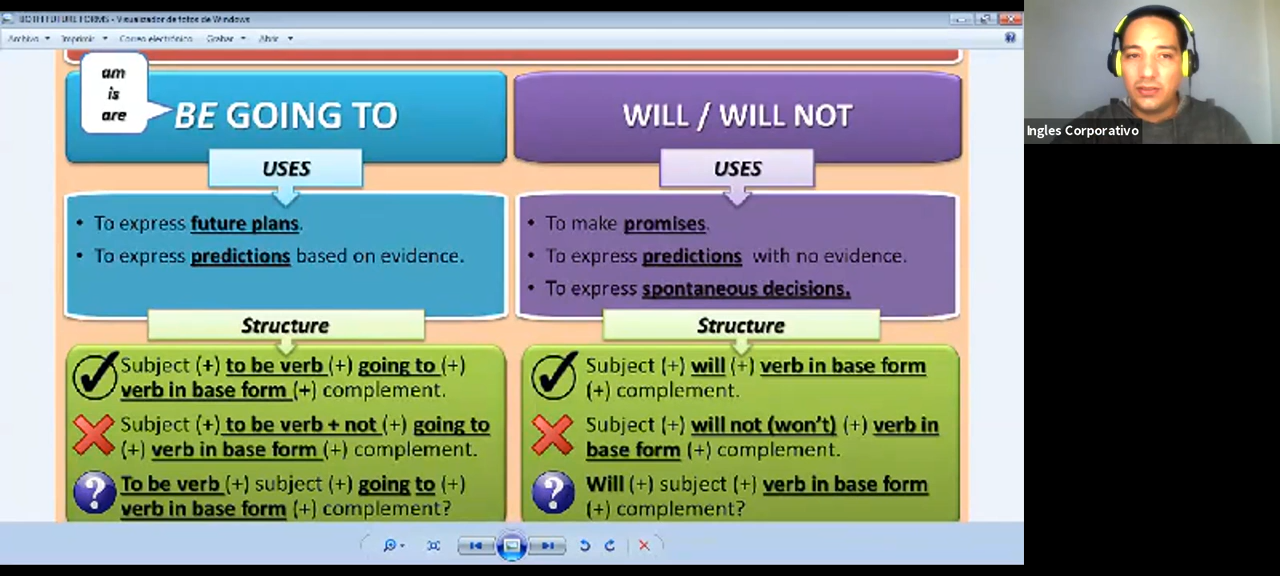 BOTH FUTURE FORMS - Visualizador de fotos de Windows
Archivo Imprimir Correo electrónico Grabar Abrir
am
is
are
BE GOING TO
USES
• To express future plans.
• To express predictions based on evidence.
Structure
Subject (+) to be verb (+) going to (+)
verb in base form (+) complement.
Subject (+) to be verb + not (+) going to
(+) verb in base form (+) complement.
To be verb (+) subject (+) going to (+)
verb in base form (+) complement?
WILL / WILL NOT
USES
• To make promises.
• To express predictions with no evidence.
• To express spontaneous decisions.
Structure
Subject (+) will (+) verb in base form
(+) complement.
Subject (+) will not (won't) (+) verb in
base form (+) complement.
Will (+) subject (+) verb in base form
(+) complement?
Ingles Corporativo